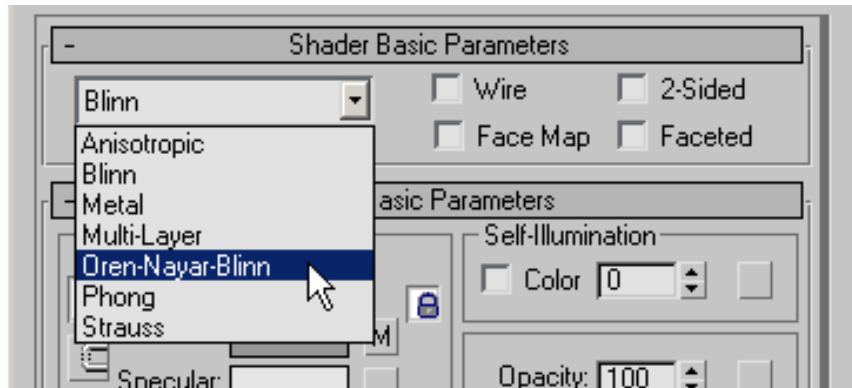 - Shader Basic Parameters
Blinn Wire 2-Sided
Face Map Faceted
Anisotropic
Blinn
Metal
Multi-Layer
Oren-Nayar-Blinn
Phong
Strauss
- asic Parameters
Self-Illumination
Color 0
M
Specular: Opacity: 100